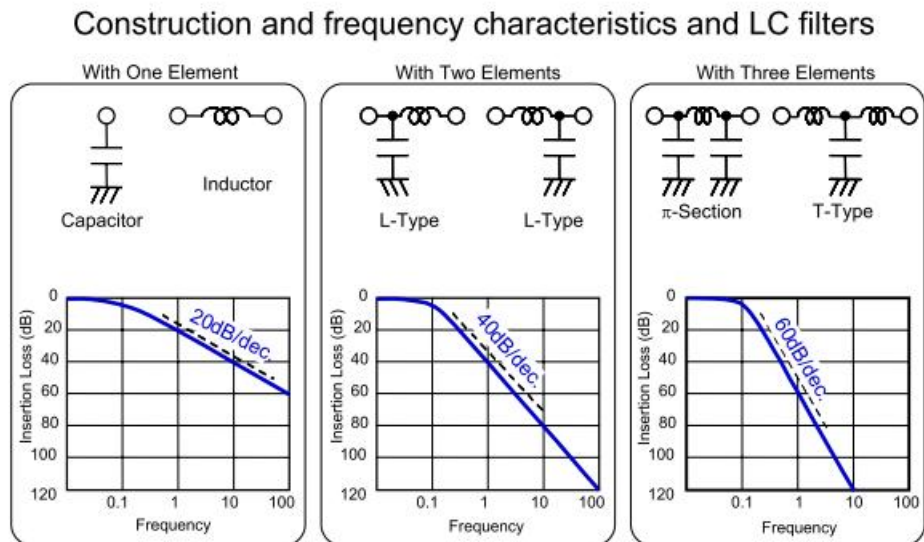 Construction and frequency characteristics and LC filters
With One Element
Capacitor
Inductor
0
20
40
60
80
100
120
Insertion Loss (dB)
20dB/dec,
0.1 1 10 100
Frequency
With Two Elements
L-Type L-Type
0
20
40
60
80
100
120
Insertion Loss (dB)
40dB/dec.
0.1 1 10 100
Frequency
With Three Elements
π-Section T-Type
0
20
40
60
80
100
120
Insertion Loss (dB)
60dB/dec.
0.1 1 10 100
Frequency